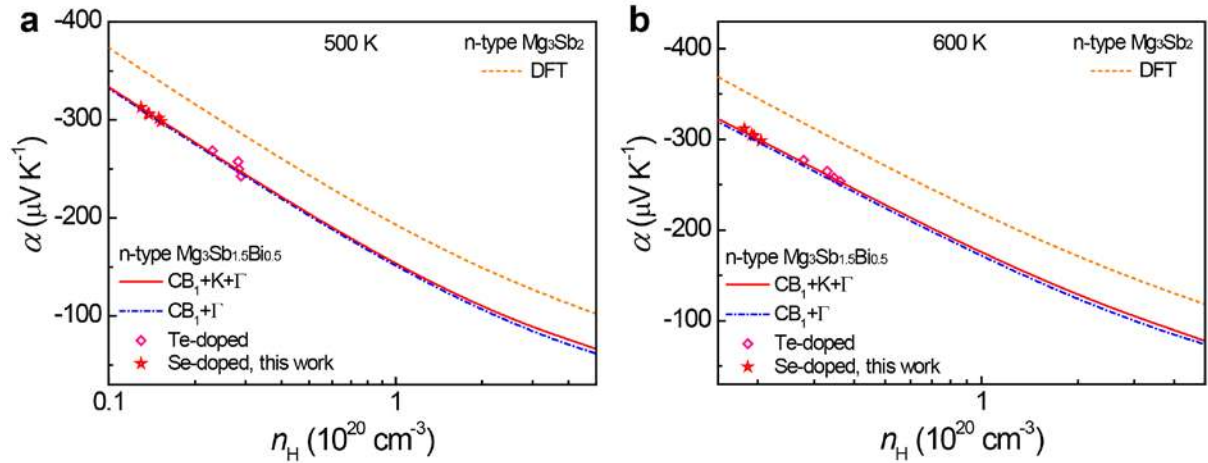 a
500 K
n-type Mg₃Sb₂
DFT
-400
-300
-200
-100
α (μV K⁻¹)
n-type Mg₃Sb₁.₅Bi₀.₅
CB₁+K+Γ
CB₁+Γ
Te-doped
Se-doped, this work
0.1
1
n_H (10²⁰ cm⁻³)
b
600 K
n-type Mg₃Sb₂
DFT
-400
-300
-200
-100
α (μV K⁻¹)
n-type Mg₃Sb₁.₅Bi₀.₅
CB₁+K+Γ
CB₁+Γ
Te-doped
Se-doped, this work
1
n_H (10²⁰ cm⁻³)